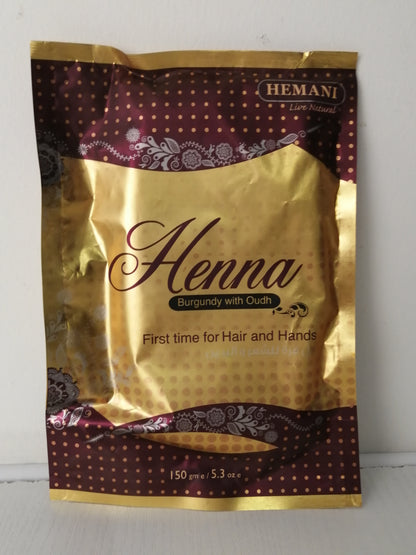 HEMANI
Live Natural
Henna
Burgundy with Oudh
First time for Hair and Hands
150 gm e / 5.3 oz e